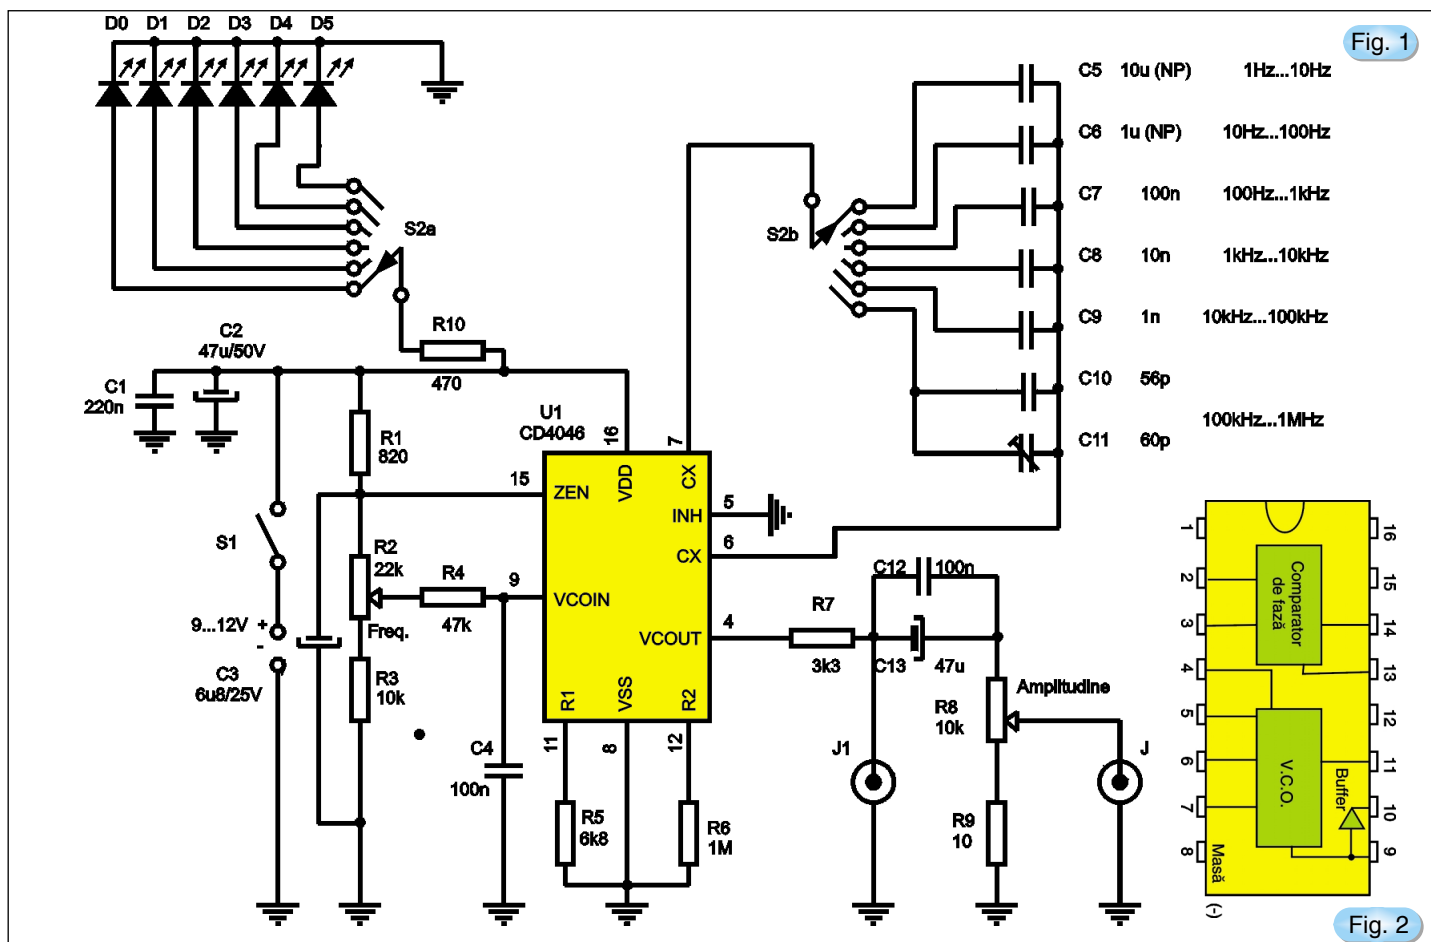 D0 D1 D2 D3 D4 D5
Fig. 1
C5 10u (NP) 1Hz...10Hz
C6 1u (NP) 10Hz...100Hz
C7 100n 100Hz...1kHz
C8 10n 1kHz...10kHz
C9 1n 10kHz...100kHz
C10 56p
100kHz...1MHz
C11 60p
S2a
S2b
R10
470
C2
47u/50V
C1
220n
R1
820
U1
CD4046
16
7
15
ZEN
VDD
CX
INH
5
CX
6
S1
R2
22k
Freq.
R4
47k
9
VCOIN
VCOUT
4
9...12V
+
-
C3
6u8/25V
R3
10k
R1
VSS
R2
11
8
12
C4
100n
R5
6k8
R6
1M
R7
3k3
C12 100n
C13 47u
R8
10k
Amplitudine
J1
J
R9
10
1
2
3
4
5
6
7
8
16
15
14
13
12
11
10
9
Comparator
de fază
V.C.O.
Buffer
Masă
(-)
Fig. 2